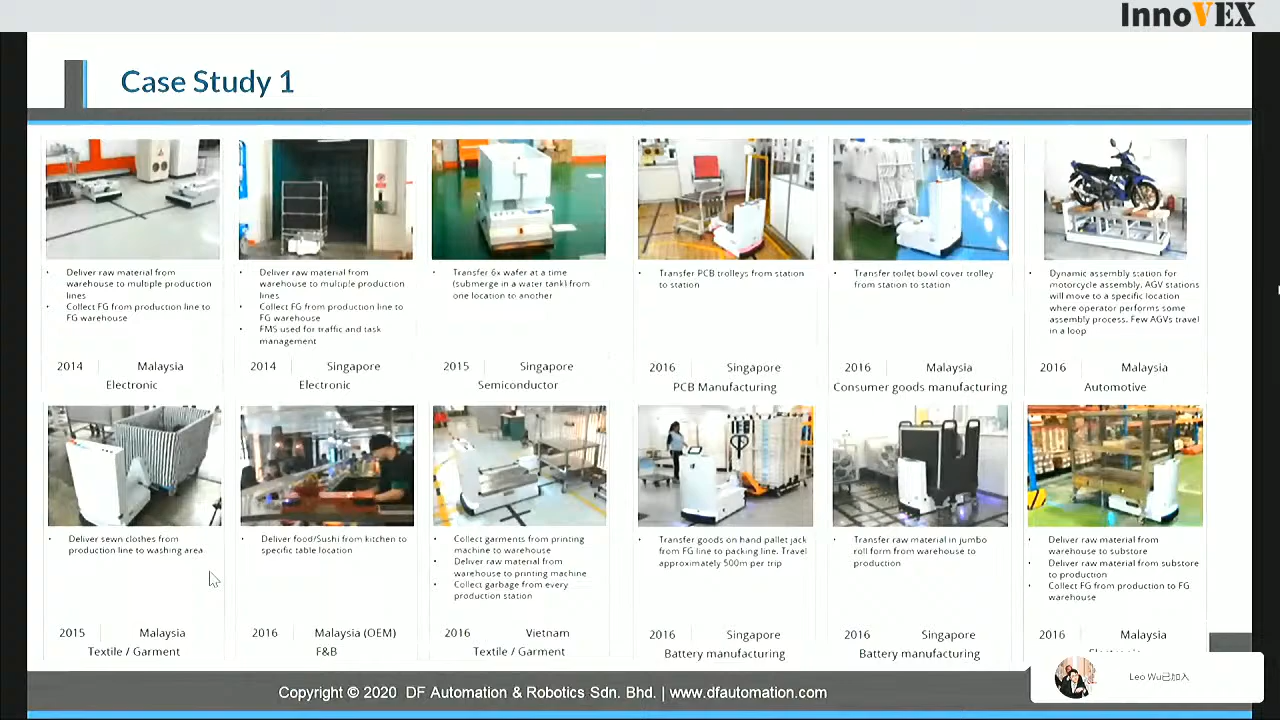 InnoVEX
Case Study 1
• Deliver raw material from
warehouse to multiple production
lines
• Collect FG from production line to
FG warehouse
2014 Malaysia
Electronic
• Deliver raw material from
warehouse to multiple production
lines
• Collect FG from production line to
FG warehouse
• FMS used for traffic and task
management
2014 Singapore
Electronic
• Transfer 6x wafer at a time
(submerge in a water tank) from
one location to another
2015 Singapore
Semiconductor
• Transfer PCB trolleys from station
to station
2016 Singapore
PCB Manufacturing
• Transfer toilet bowl cover trolley
from station to station
2016 Malaysia
Consumer goods manufacturing
• Dynamic assembly station for
motorcycle assembly. AGV stations
will move to a specific location
where operator performs some
assembly process. Few AGVs travel
in a loop
2016 Malaysia
Automotive
• Deliver sewn clothes from
production line to washing area
2015 Malaysia
Textile / Garment
• Deliver food/Sushi from kitchen to
specific table location
2016 Malaysia (OEM)
F&B
• Collect garments from printing
machine to warehouse
• Deliver raw material from
warehouse to printing machine
• Collect garbage from every
production station
2016 Vietnam
Textile / Garment
• Transfer goods on hand pallet jack
from FG line to packing line. Travel
approximately 500m per trip
2016 Singapore
Battery manufacturing
• Transfer raw material in jumbo
roll form from warehouse to
production
2016 Singapore
Battery manufacturing
• Deliver raw material from
warehouse to substore
• Deliver raw material from substore
to production
• Collect FG from production to FG
warehouse
2016 Malaysia
Copyright © 2020 DF Automation & Robotics Sdn. Bhd. | www.dfautomation.com
Leo Wu已加入